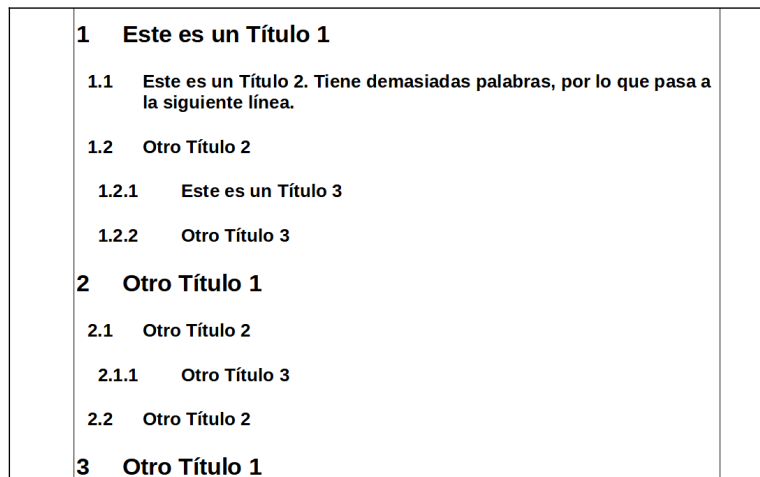 1 Este es un Título 1
1.1 Este es un Título 2. Tiene demasiadas palabras, por lo que pasa a
la siguiente línea.
1.2 Otro Título 2
1.2.1 Este es un Título 3
1.2.2 Otro Título 3
2 Otro Título 1
2.1 Otro Título 2
2.1.1 Otro Título 3
2.2 Otro Título 2
3 Otro Título 1